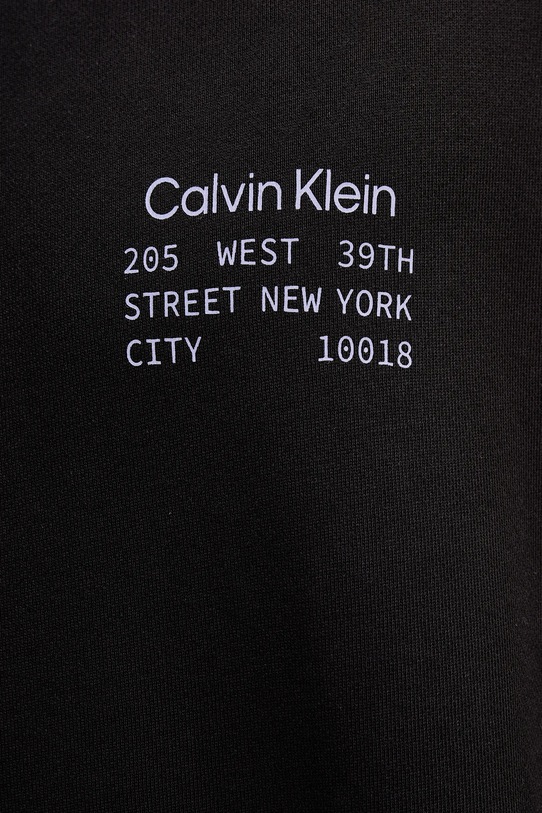 Calvin Klein
205 WEST 39TH
STREET NEW YORK
CITY 10018